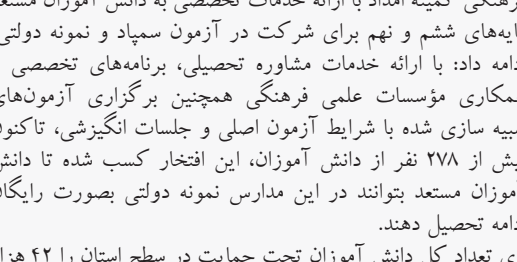 فرهنگی کمیته امداد با ارائه خدمات تخصصی به دانش آموزان
پایه‌های ششم و نهم برای شرکت در آزمون سمپاد و نمونه دولتی
ادامه داد: با ارائه خدمات مشاوره تحصیلی، برنامه‌های تخصصی
همکاری مؤسسات علمی فرهنگی همچنین برگزاری آزمون‌های
شبیه سازی شده با شرایط آزمون اصلی و جلسات انگیزشی، تاکنون
بیش از ۲۷۸ نفر از دانش آموزان، این افتخار کسب شده تا دانش
آموزان مستعد بتوانند در این مدارس نمونه دولتی بصورت رایگان
ادامه تحصیل دهند.
وی تعداد کل دانش آموزان تحت حمایت در سطح استان را ۴۲ هزار